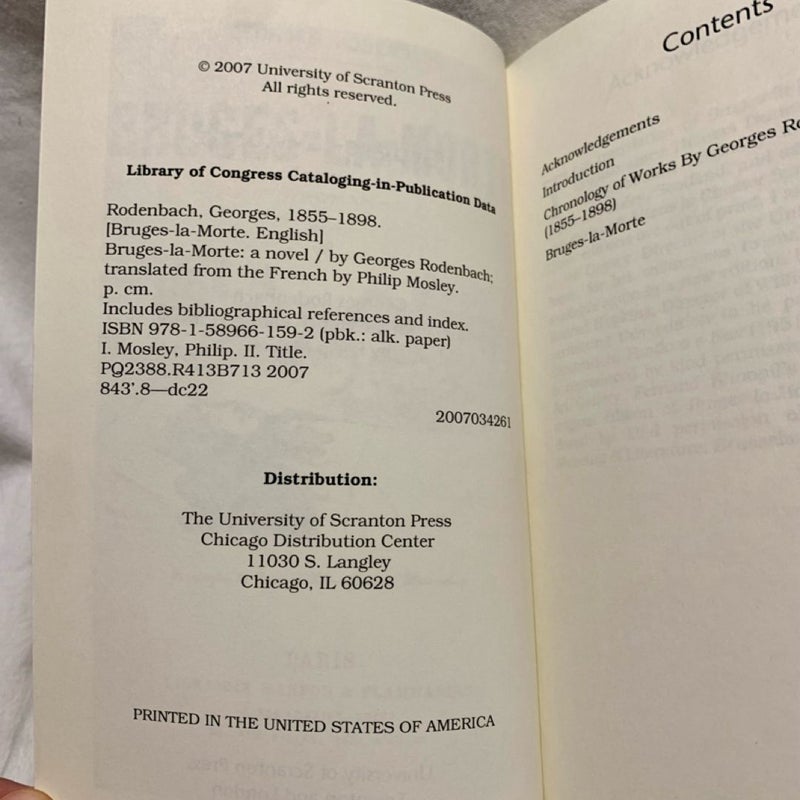 © 2007 University of Scranton Press
All rights reserved.
Library of Congress Cataloging-in-Publication Data
Rodenbach, Georges, 1855–1898.
[Bruges-la-Morte. English]
Bruges-la-Morte: a novel / by Georges Rodenbach;
translated from the French by Philip Mosley.
p. cm.
Includes bibliographical references and index.
ISBN 978-1-58966-159-2 (pbk.: alk. paper)
I. Mosley, Philip. II. Title.
PQ2388.R413B713 2007
843’.8—dc22
2007034261
Distribution:
The University of Scranton Press
Chicago Distribution Center
11030 S. Langley
Chicago, IL 60628
PRINTED IN THE UNITED STATES OF AMERICA
Contents
Acknowledgements
Introduction
Chronology of Works By Georges
(1855–1898)
Bruges-la-Morte